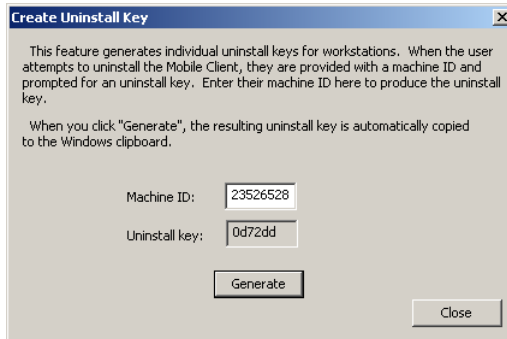 Create Uninstall Key
This feature generates individual uninstall keys for workstations. When the user
attempts to uninstall the Mobile Client, they are provided with a machine ID and
prompted for an uninstall key. Enter their machine ID here to produce the uninstall
key.
When you click "Generate", the resulting uninstall key is automatically copied
to the Windows clipboard.
Machine ID: 23526528
Uninstall key: 0d72dd
Generate
Close